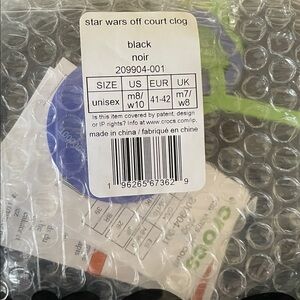 star wars off court clog
black
noir
209904-001
SIZE US EUR UK
unisex m8/w10 41-42 m7/w8
Is this item covered by patent, design
or IP rights? Info at www.crocs.com/ip.
made in china / fabriqué en chine
1 96265 67362 9
crocs